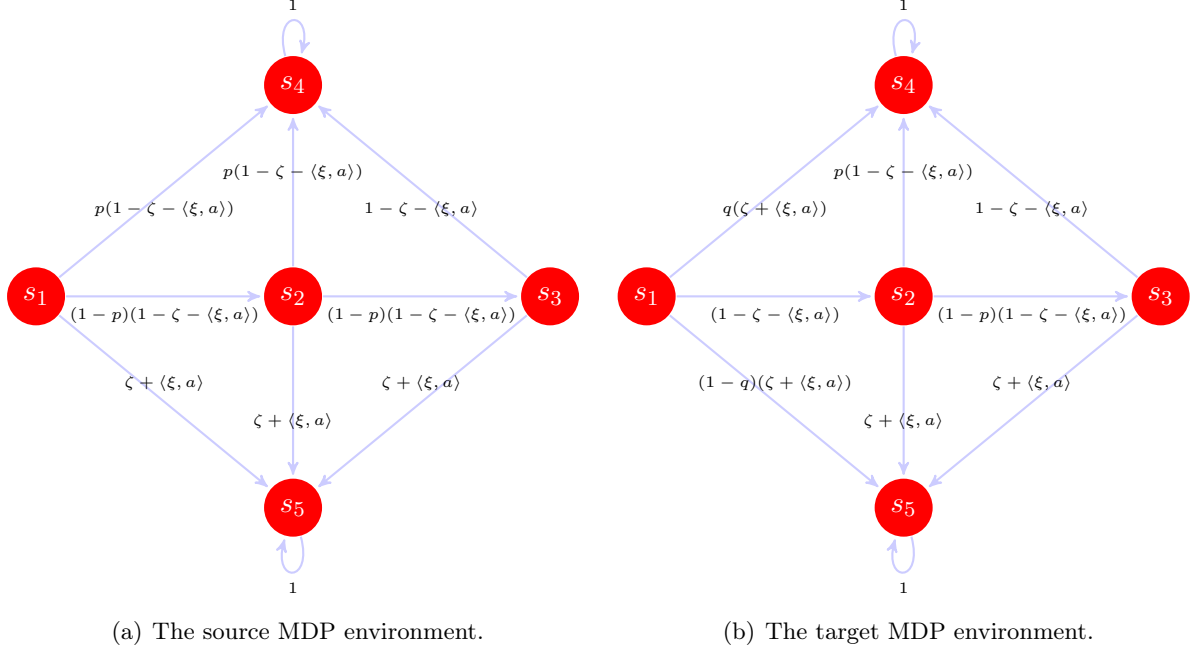 1
s₄
p(1 − ζ − ⟨ξ, a⟩)
p(1 − ζ − ⟨ξ, a⟩)
1 − ζ − ⟨ξ, a⟩
s₁
s₂
s₃
(1 − p)(1 − ζ − ⟨ξ, a⟩)
(1 − p)(1 − ζ − ⟨ξ, a⟩)
ζ + ⟨ξ, a⟩
ζ + ⟨ξ, a⟩
ζ + ⟨ξ, a⟩
s₅
1
(a) The source MDP environment.
1
s₄
p(1 − ζ − ⟨ξ, a⟩)
q(ζ + ⟨ξ, a⟩)
1 − ζ − ⟨ξ, a⟩
s₁
s₂
s₃
(1 − ζ − ⟨ξ, a⟩)
(1 − p)(1 − ζ − ⟨ξ, a⟩)
(1 − q)(ζ + ⟨ξ, a⟩)
ζ + ⟨ξ, a⟩
ζ + ⟨ξ, a⟩
s₅
1
(b) The target MDP environment.